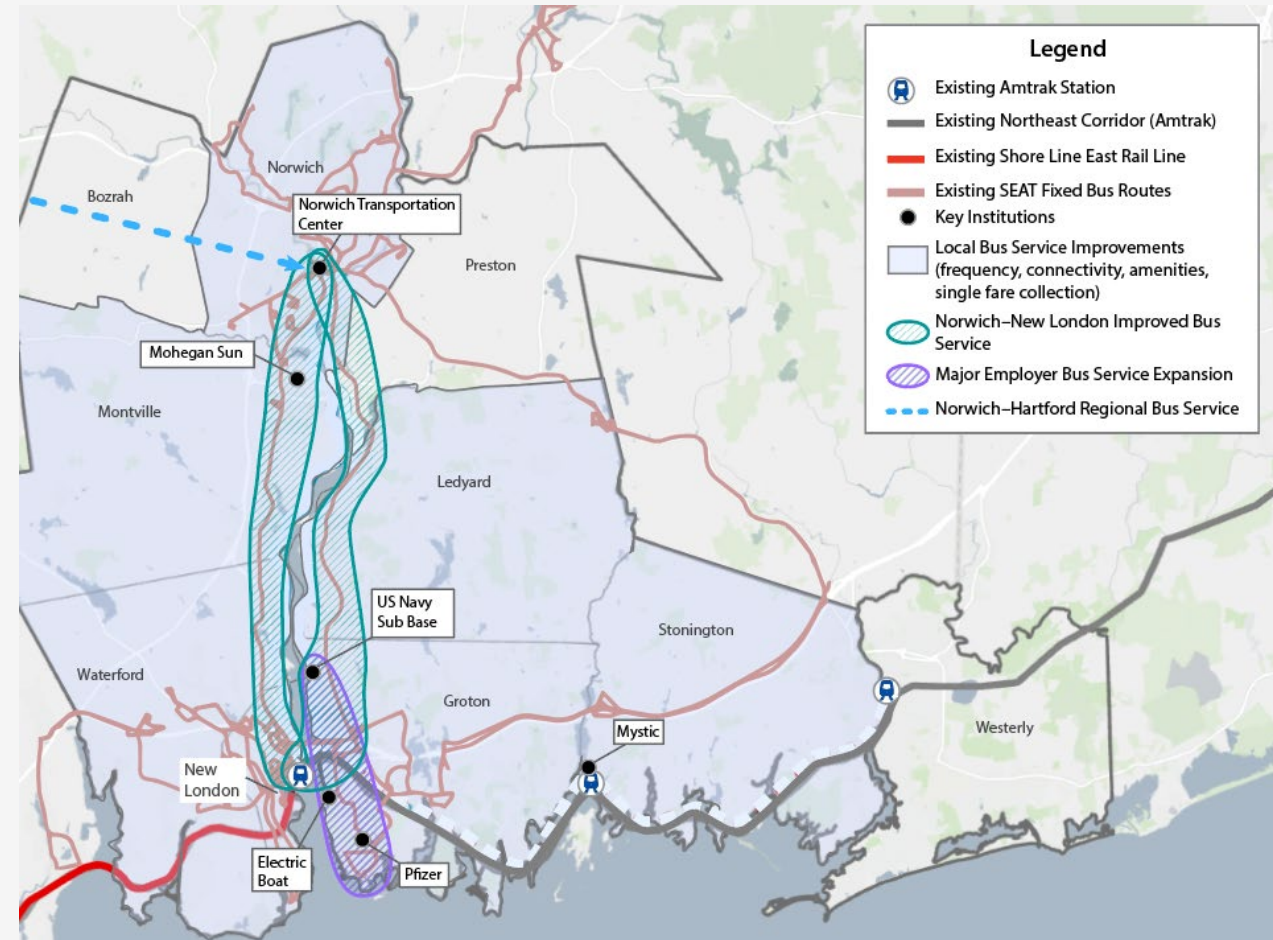 Legend
Existing Amtrak Station
Existing Northeast Corridor (Amtrak)
Existing Shore Line East Rail Line
Existing SEAT Fixed Bus Routes
Key Institutions
Local Bus Service Improvements
(frequency, connectivity, amenities,
single fare collection)
Norwich–New London Improved Bus
Service
Major Employer Bus Service Expansion
Norwich–Hartford Regional Bus Service
Norwich
Bozrah
Norwich Transportation
Center
Preston
Mohegan Sun
Montville
Ledyard
US Navy
Sub Base
Stonington
Waterford
Groton
Mystic
Westerly
New
London
Electric
Boat
Pfizer